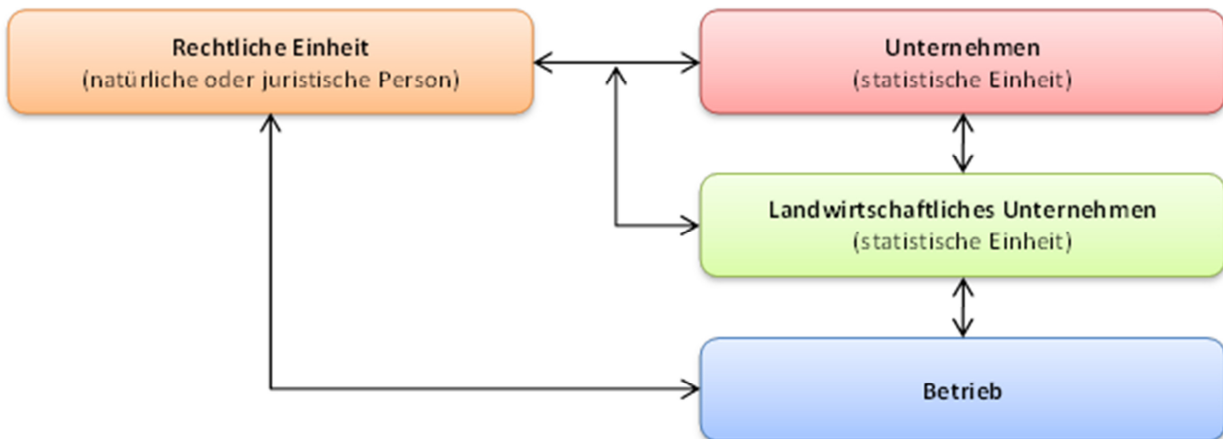 Rechtliche Einheit
(natürliche oder juristische Person)
Unternehmen
(statistische Einheit)
Landwirtschaftliches Unternehmen
(statistische Einheit)
Betrieb